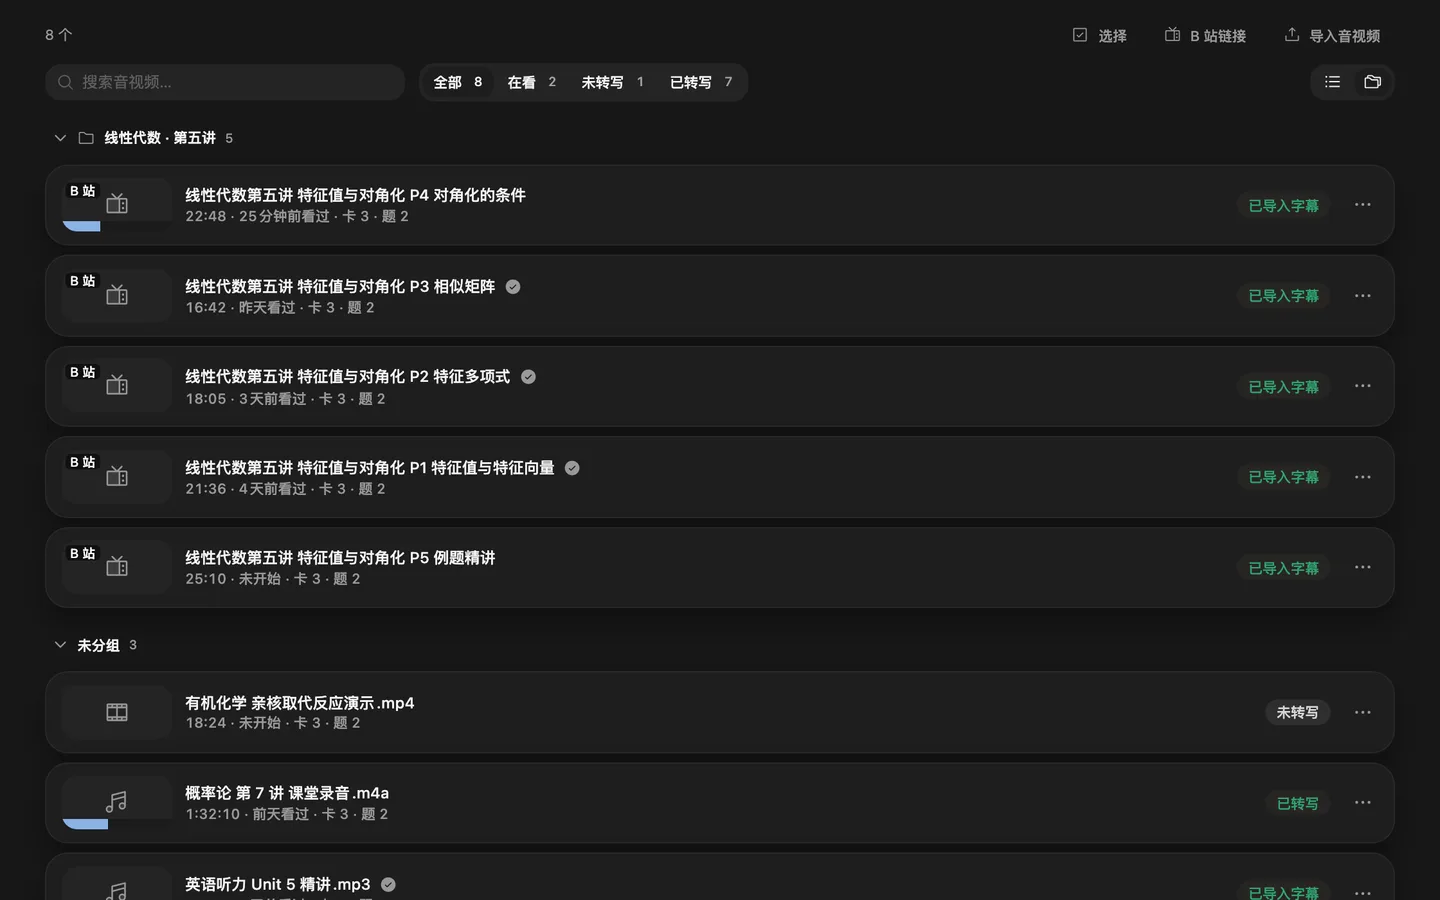 8 个
选择
B 站链接
导入音视频
搜索音视频...
全部 8
在看 2
未转写 1
已转写 7
线性代数 · 第五讲 5
B 站
线性代数第五讲 特征值与对角化 P4 对角化的条件
22:48 · 25 分钟前看过 · 卡 3 · 题 2
已导入字幕
B 站
线性代数第五讲 特征值与对角化 P3 相似矩阵
16:42 · 昨天看过 · 卡 3 · 题 2
已导入字幕
B 站
线性代数第五讲 特征值与对角化 P2 特征多项式
18:05 · 3 天前看过 · 卡 3 · 题 2
已导入字幕
B 站
线性代数第五讲 特征值与对角化 P1 特征值与特征向量
21:36 · 4 天前看过 · 卡 3 · 题 2
已导入字幕
B 站
线性代数第五讲 特征值与对角化 P5 例题精讲
25:10 · 未开始 · 卡 3 · 题 2
已导入字幕
未分组 3
有机化学 亲核取代反应演示.mp4
18:24 · 未开始 · 卡 3 · 题 2
未转写
概率论 第 7 讲 课堂录音.m4a
1:32:10 · 前天看过 · 卡 3 · 题 2
已转写
英语听力 Unit 5 精讲.mp3
已导入字幕